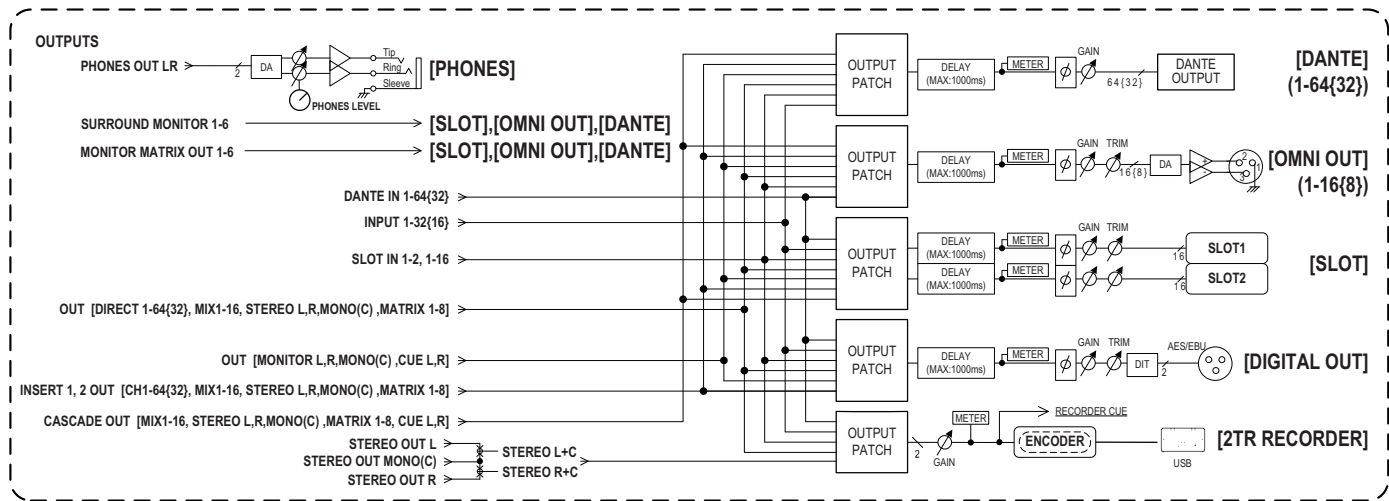 OUTPUTS
PHONES OUT LR
2
DA
Tip
Ring
Sleeve
PHONES LEVEL
[PHONES]
SURROUND MONITOR 1-6
[SLOT],[OMNI OUT],[DANTE]
MONITOR MATRIX OUT 1-6
[SLOT],[OMNI OUT],[DANTE]
DANTE IN 1-64{32}
INPUT 1-32{16}
SLOT IN 1-2, 1-16
OUT [DIRECT 1-64{32}, MIX1-16, STEREO L,R,MONO(C) ,MATRIX 1-8]
OUT [MONITOR L,R,MONO(C) ,CUE L,R]
INSERT 1, 2 OUT [CH1-64{32}, MIX1-16, STEREO L,R,MONO(C) ,MATRIX 1-8]
CASCADE OUT [MIX1-16, STEREO L,R,MONO(C) ,MATRIX 1-8, CUE L,R]
STEREO OUT L
STEREO OUT MONO(C)
STEREO OUT R
STEREO L+C
STEREO R+C
OUTPUT
PATCH
DELAY
(MAX:1000ms)
METER
ϕ
GAIN
64{32}
DANTE
OUTPUT
[DANTE]
(1-64{32})
OUTPUT
PATCH
DELAY
(MAX:1000ms)
METER
ϕ
GAIN TRIM
16{8}
DA
+
-
2
1
3
[OMNI OUT]
(1-16{8})
OUTPUT
PATCH
DELAY
(MAX:1000ms)
METER
ϕ
GAIN TRIM
16
SLOT1
DELAY
(MAX:1000ms)
METER
ϕ
16
SLOT2
[SLOT]
OUTPUT
PATCH
DELAY
(MAX:1000ms)
METER
ϕ
GAIN TRIM
DIT
2
AES/EBU
[DIGITAL OUT]
OUTPUT
PATCH
2
GAIN
METER
RECORDER CUE
ENCODER
USB
[2TR RECORDER]